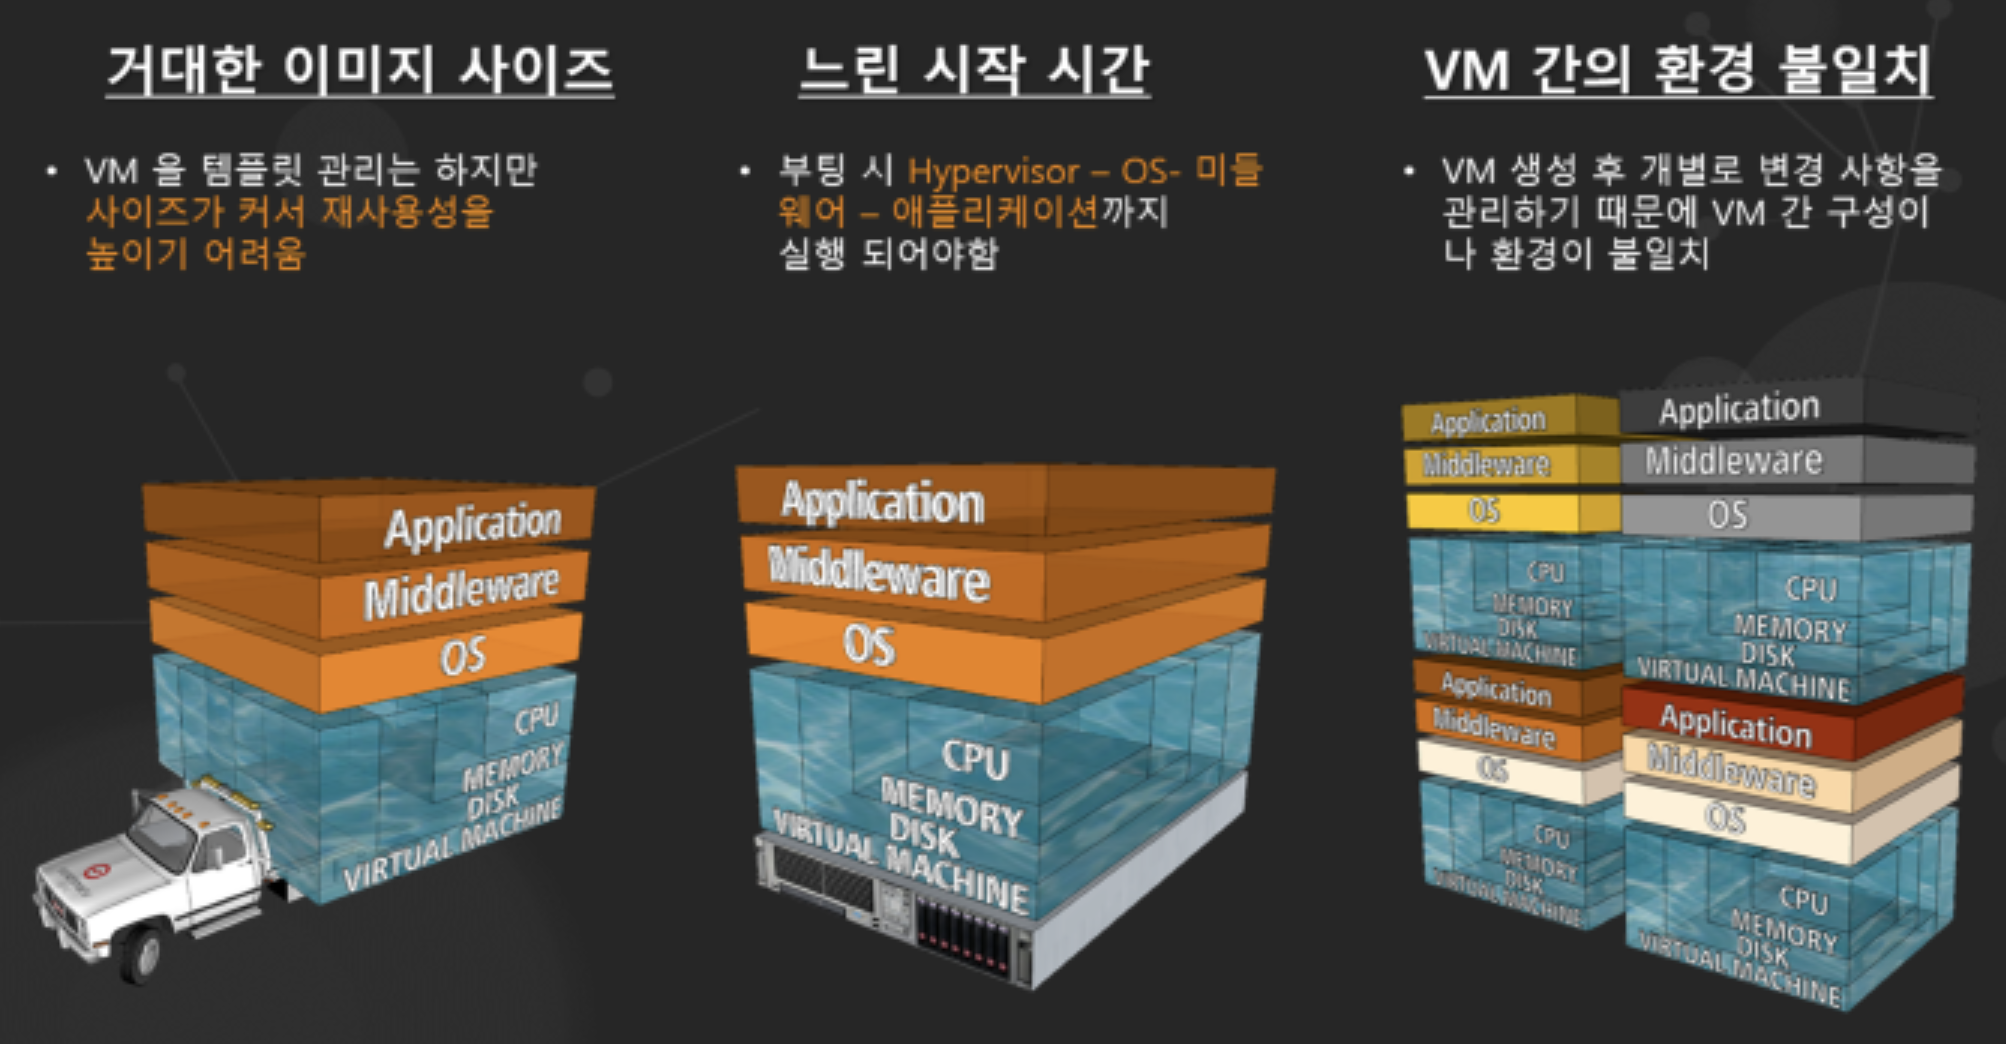 거대한 이미지 사이즈
• VM 을 템플릿 관리는 하지만
사이즈가 커서 재사용성을
높이기 어려움
Application
Middleware
OS
CPU
MEMORY
DISK
VIRTUAL MACHINE
느린 시작 시간
• 부팅 시 Hypervisor – OS- 미들
웨어 – 애플리케이션까지
실행 되어야함
Application
Middleware
OS
CPU
MEMORY
DISK
VIRTUAL MACHINE
VM 간의 환경 불일치
• VM 생성 후 개별로 변경 사항을
관리하기 때문에 VM 간 구성이
나 환경이 불일치
Application
Middleware
OS
CPU
MEMORY
DISK
VIRTUAL MACHINE
Application
Middleware
OS
CPU
MEMORY
DISK
VIRTUAL MACHINE
Application
Middleware
OS
CPU
MEMORY
DISK
VIRTUAL MACHINE
Application
Middleware
OS
CPU
MEMORY
DISK
VIRTUAL MACHINE